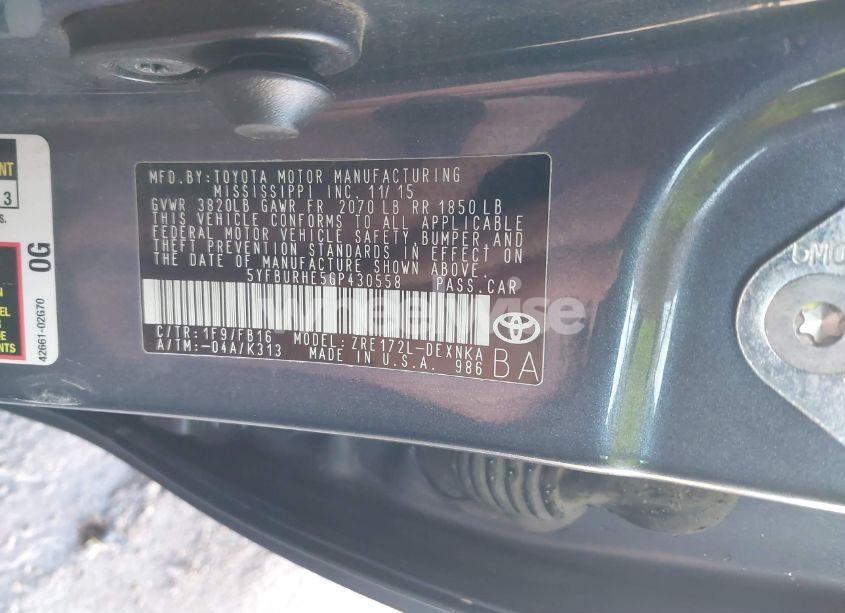 MFD.BY:TOYOTA MOTOR MANUFACTURING
MISSISSIPPI INC. 11/15
GVWR 3820LB GAWR FR 2070 LB RR 1850 LB
THIS VEHICLE CONFORMS TO ALL APPLICABLE
FEDERAL MOTOR VEHICLE SAFETY,BUMPER AND
THEFT PREVENTION STANDARDS IN EFFECT ON
THE DATE OF MANUFACTURE SHOWN ABOVE.
5YFBURHE5GP430558 PASS.CAR
C/TR:1F9/FB16 MODEL:ZRE172L-DEXNKA
A/TM:-04A/K313 MADE IN U.S.A. 986 BA
3
S.
0G
42661-02G70